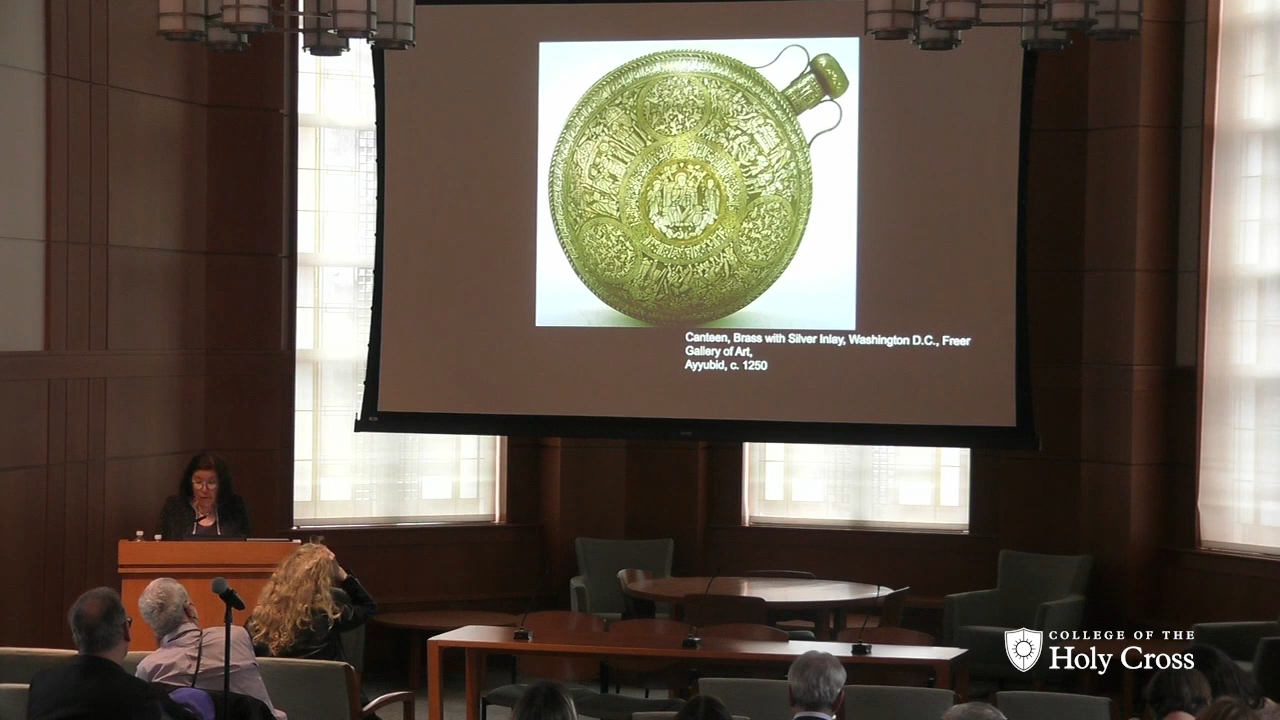 Canteen, Brass with Silver Inlay, Washington D.C., Freer
Gallery of Art,
Ayyubid, c. 1250
COLLEGE OF THE
Holy Cross